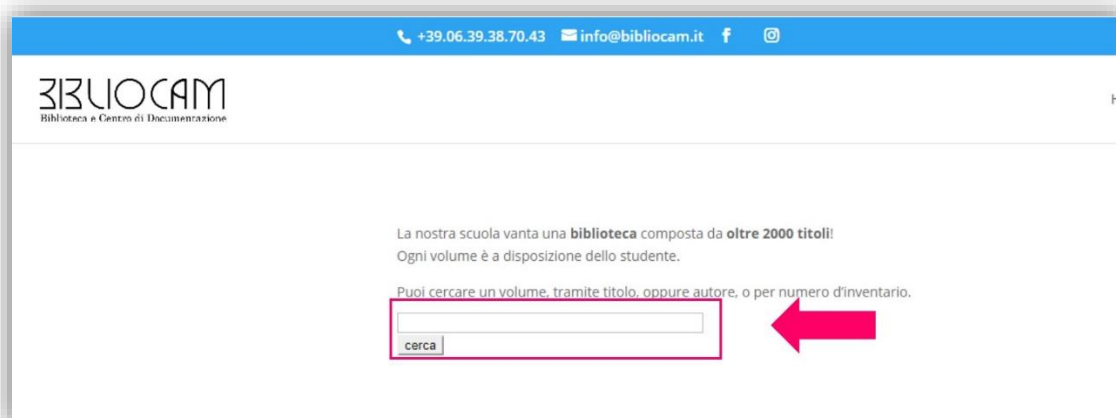 +39.06.39.38.70.43 info@bibliocam.it
BIBLIOCAM
Biblioteca e Centro di Documentazione
H
La nostra scuola vanta una biblioteca composta da oltre 2000 titoli!
Ogni volume è a disposizione dello studente.
Puoi cercare un volume, tramite titolo, oppure autore, o per numero d'inventario.
cerca